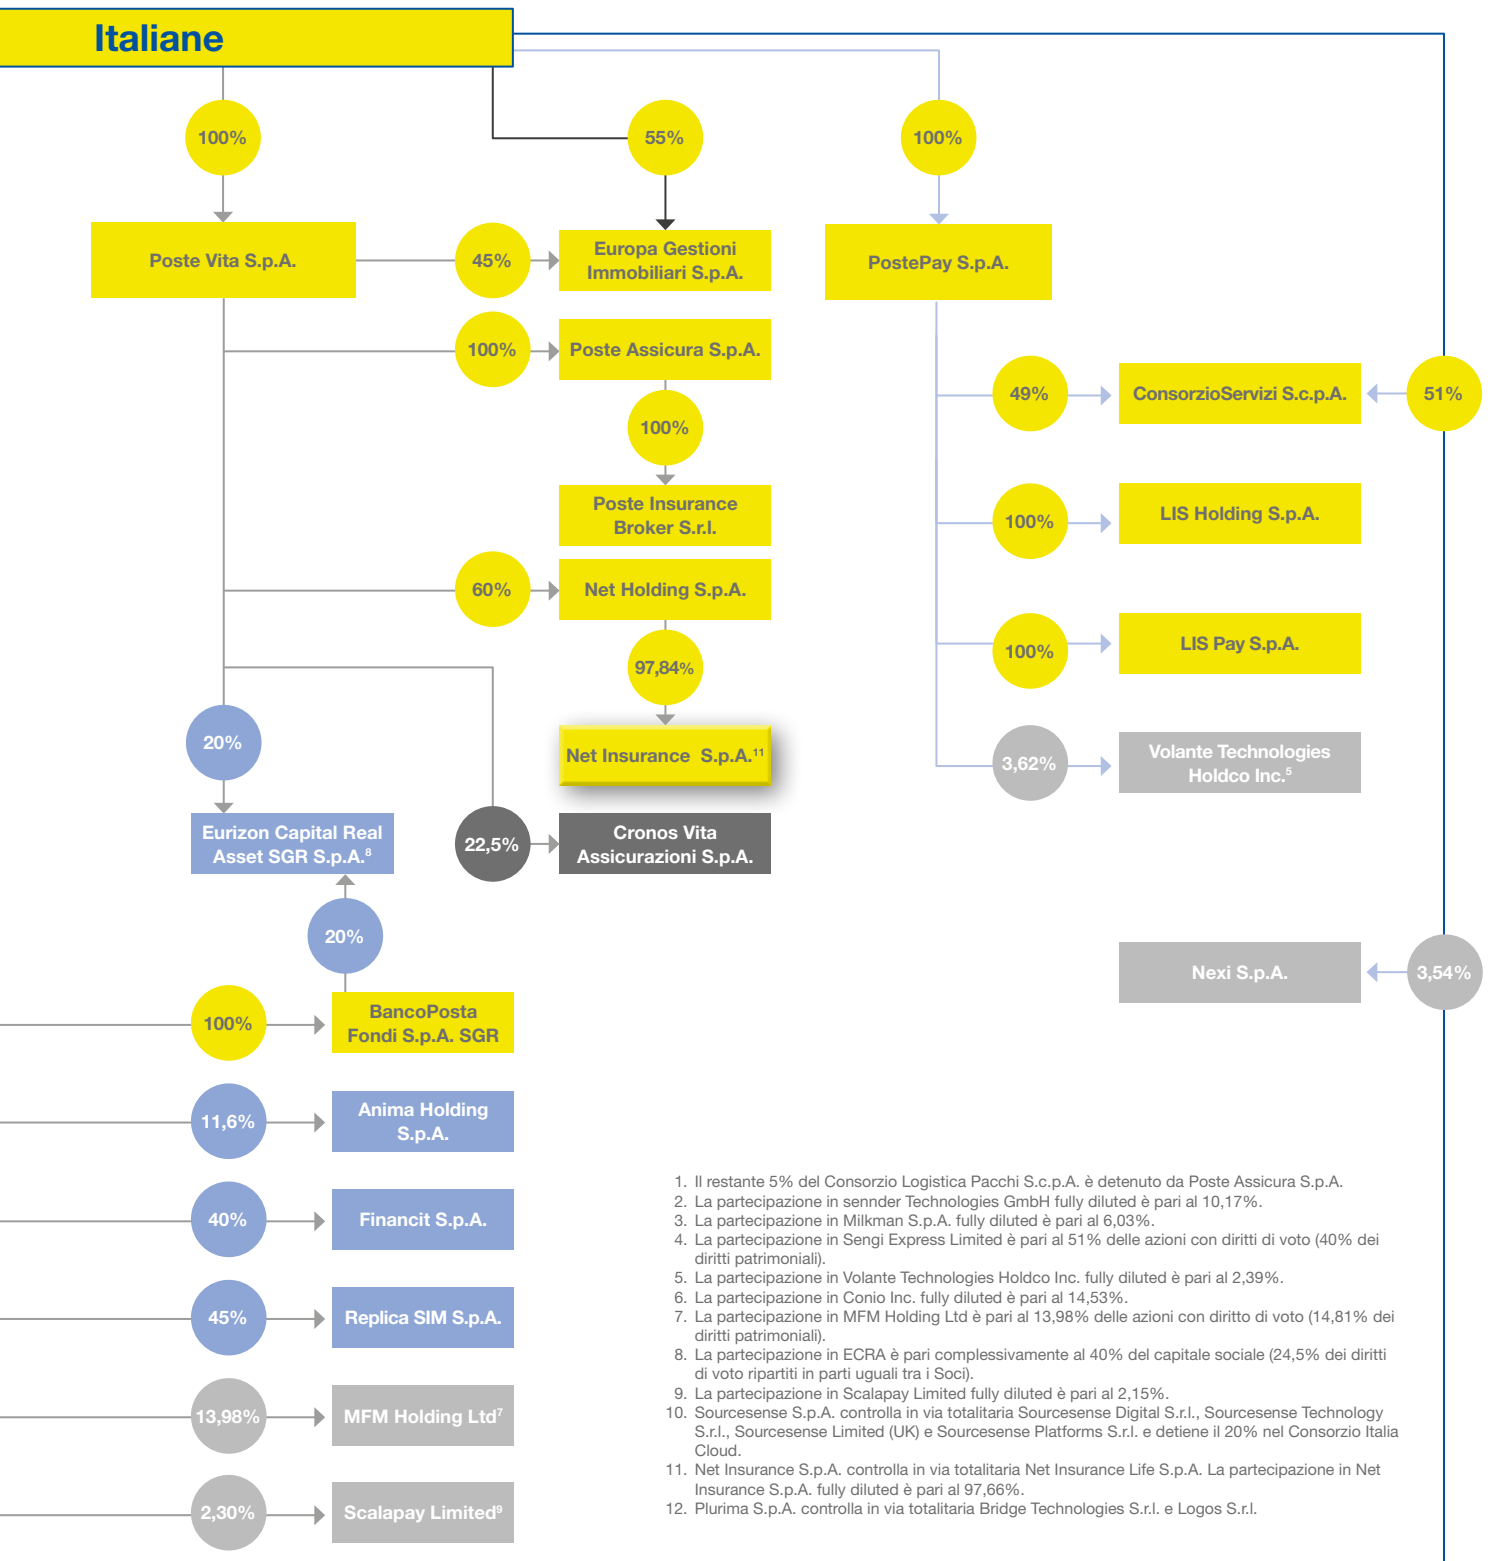 Italiane
100%
55%
100%
Poste Vita S.p.A.
45%
Europa Gestioni
Immobiliari S.p.A.
PostePay S.p.A.
100%
Poste Assicura S.p.A.
49%
ConsorzioServizi S.c.p.A.
51%
100%
Poste Insurance
Broker S.r.l.
100%
LIS Holding S.p.A.
60%
Net Holding S.p.A.
100%
LIS Pay S.p.A.
97,84%
20%
Net Insurance S.p.A.¹¹
3,62%
Volante Technologies
Holdco Inc.⁵
Eurizon Capital Real
Asset SGR S.p.A.⁸
22,5%
Cronos Vita
Assicurazioni S.p.A.
20%
Nexi S.p.A.
3,54%
100%
BancoPosta
Fondi S.p.A. SGR
11,6%
Anima Holding
S.p.A.
40%
Financit S.p.A.
45%
Replica SIM S.p.A.
13,98%
MFM Holding Ltd⁷
2,30%
Scalapay Limited⁹
1. Il restante 5% del Consorzio Logistica Pacchi S.c.p.A. è detenuto da Poste Assicura S.p.A.
2. La partecipazione in sennder Technologies GmbH fully diluted è pari al 10,17%.
3. La partecipazione in Milkman S.p.A. fully diluted è pari al 6,03%.
4. La partecipazione in Sengi Express Limited è pari al 51% delle azioni con diritti di voto (40% dei
diritti patrimoniali).
5. La partecipazione in Volante Technologies Holdco Inc. fully diluted è pari al 2,39%.
6. La partecipazione in Conio Inc. fully diluted è pari al 14,53%.
7. La partecipazione in MFM Holding Ltd è pari al 13,98% delle azioni con diritto di voto (14,81% dei
diritti patrimoniali).
8. La partecipazione in ECRA è pari complessivamente al 40% del capitale sociale (24,5% dei diritti
di voto ripartiti in parti uguali tra i Soci).
9. La partecipazione in Scalapay Limited fully diluted è pari al 2,15%.
10. Sourcesense S.p.A. controlla in via totalitaria Sourcesense Digital S.r.l., Sourcesense Technology
S.r.l., Sourcesense Limited (UK) e Sourcesense Platforms S.r.l. e detiene il 20% nel Consorzio Italia
Cloud.
11. Net Insurance S.p.A. controlla in via totalitaria Net Insurance Life S.p.A. La partecipazione in Net
Insurance S.p.A. fully diluted è pari al 97,66%.
12. Plurima S.p.A. controlla in via totalitaria Bridge Technologies S.r.l. e Logos S.r.l.